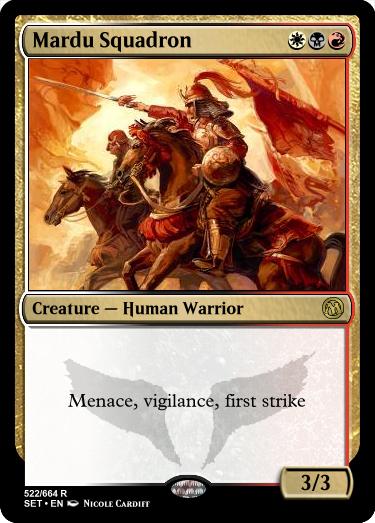 Mardu Squadron
Creature — Human Warrior
Menace, vigilance, first strike
3/3
522/664 R
SET • EN Nicole Cardiff